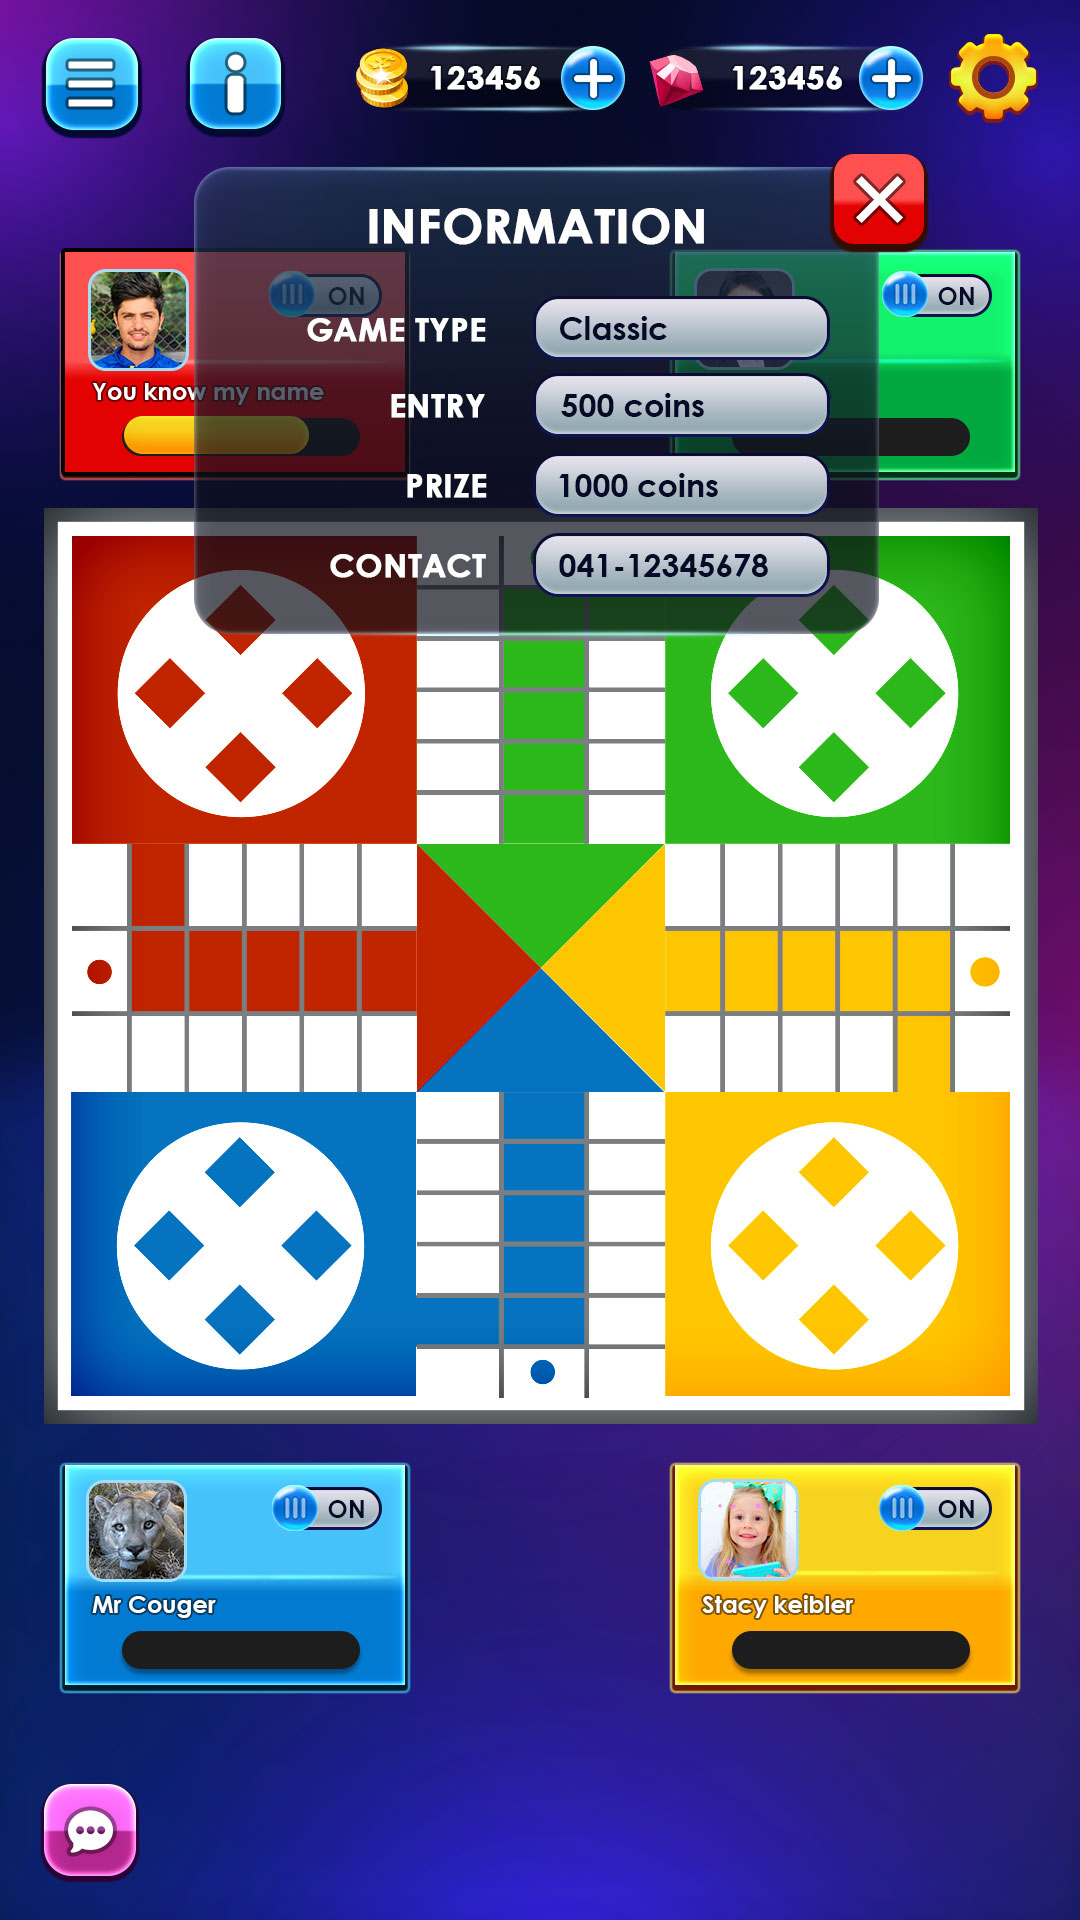 123456
123456
INFORMATION
ON
ON
GAME TYPE Classic
You know my name
ENTRY 500 coins
PRIZE 1000 coins
CONTACT 041-12345678
ON
ON
Mr Couger
Stacy keibler